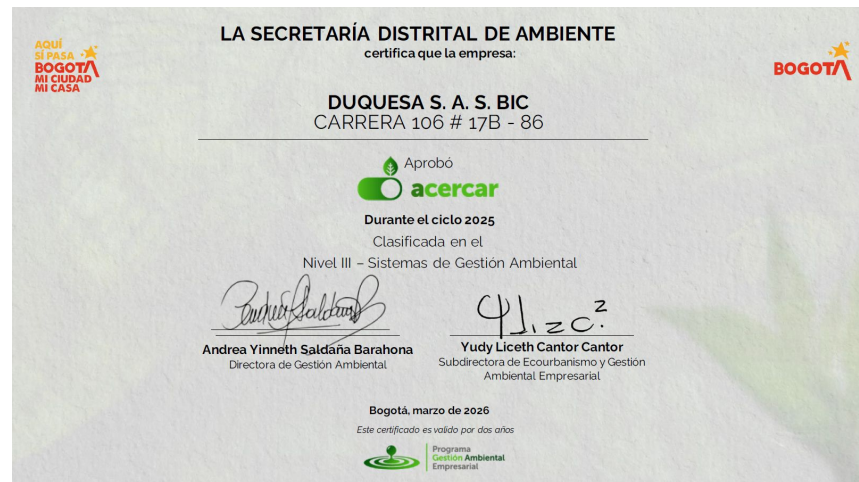 AQUÍ
SÍ PASA
BOGOTÁ
MI CIUDAD
MI CASA
BOGOTÁ
LA SECRETARÍA DISTRITAL DE AMBIENTE
certifica que la empresa:
DUQUESA S. A. S. BIC
CARRERA 106 # 17B - 86
Aprobó
acercar
Durante el ciclo 2025
Clasificada en el
Nivel III – Sistemas de Gestión Ambiental
Andrea Yinneth Saldaña Barahona
Directora de Gestión Ambiental
Yudy Liceth Cantor Cantor
Subdirectora de Ecourbanismo y Gestión
Ambiental Empresarial
Bogotá, marzo de 2026
Este certificado es valido por dos años
Programa
Gestión Ambiental
Empresarial